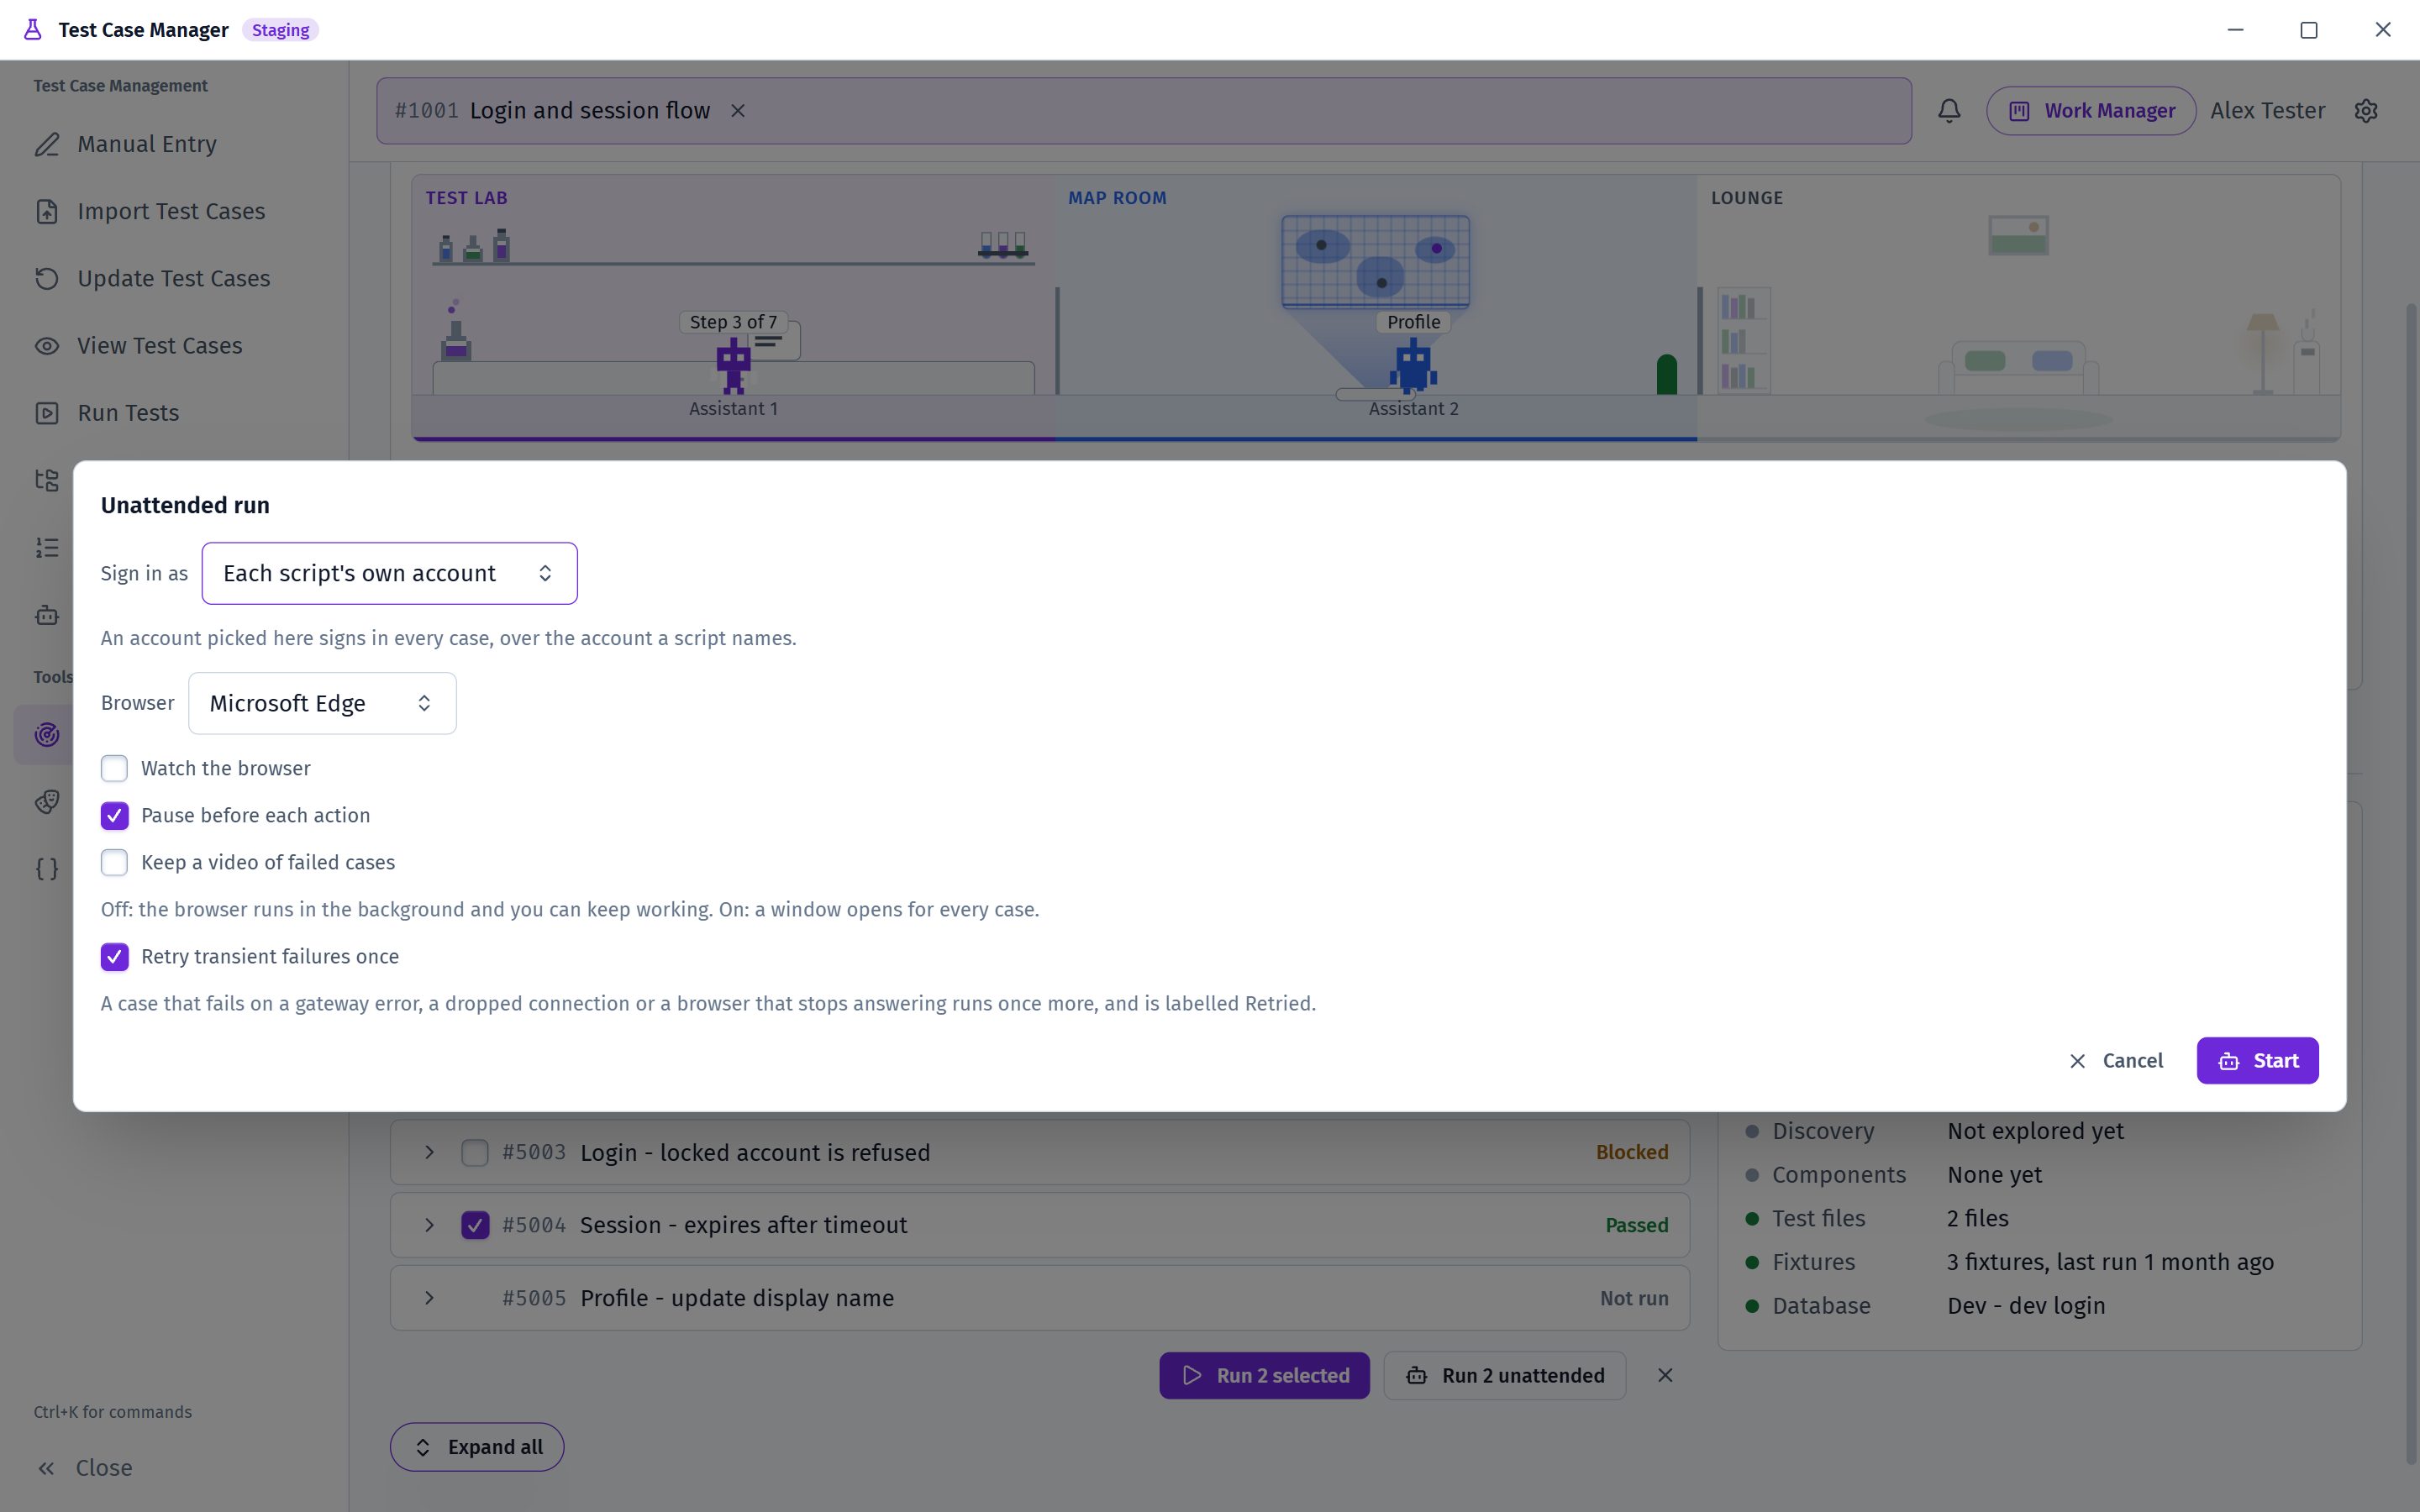 Test Case Manager Staging
Test Case Management
Manual Entry
Import Test Cases
Update Test Cases
View Test Cases
Run Tests
Tools
Ctrl+K for commands
Close
#1001 Login and session flow
Work Manager
Alex Tester
TEST LAB
Step 3 of 7
Assistant 1
MAP ROOM
Profile
Assistant 2
LOUNGE
Unattended run
Sign in as Each script's own account
An account picked here signs in every case, over the account a script names.
Browser Microsoft Edge
Watch the browser
Pause before each action
Keep a video of failed cases
Off: the browser runs in the background and you can keep working. On: a window opens for every case.
Retry transient failures once
A case that fails on a gateway error, a dropped connection or a browser that stops answering runs once more, and is labelled Retried.
Cancel
Start
#5003 Login - locked account is refused Blocked
#5004 Session - expires after timeout Passed
#5005 Profile - update display name Not run
Run 2 selected
Run 2 unattended
Expand all
Discovery Not explored yet
Components None yet
Test files 2 files
Fixtures 3 fixtures, last run 1 month ago
Database Dev - dev login